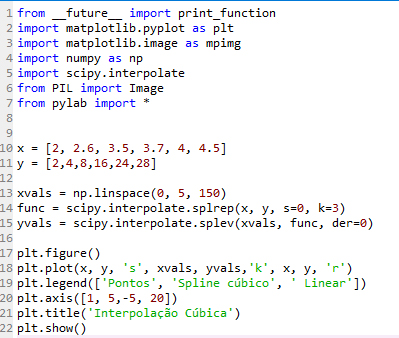 1 from __future__ import print_function
2 import matplotlib.pyplot as plt
3 import matplotlib.image as mpimg
4 import numpy as np
5 import scipy.interpolate
6 from PIL import Image
7 from pylab import *
8
9
10 x = [2, 2.6, 3.5, 3.7, 4, 4.5]
11 y = [2,4,8,16,24,28]
12
13 xvals = np.linspace(0, 5, 150)
14 func = scipy.interpolate.splrep(x, y, s=0, k=3)
15 yvals = scipy.interpolate.splev(xvals, func, der=0)
16
17 plt.figure()
18 plt.plot(x, y, 's', xvals, yvals,'k', x, y, 'r')
19 plt.legend(['Pontos', 'Spline cúbico', ' Linear'])
20 plt.axis([1, 5,-5, 20])
21 plt.title('Interpolação Cúbica')
22 plt.show()